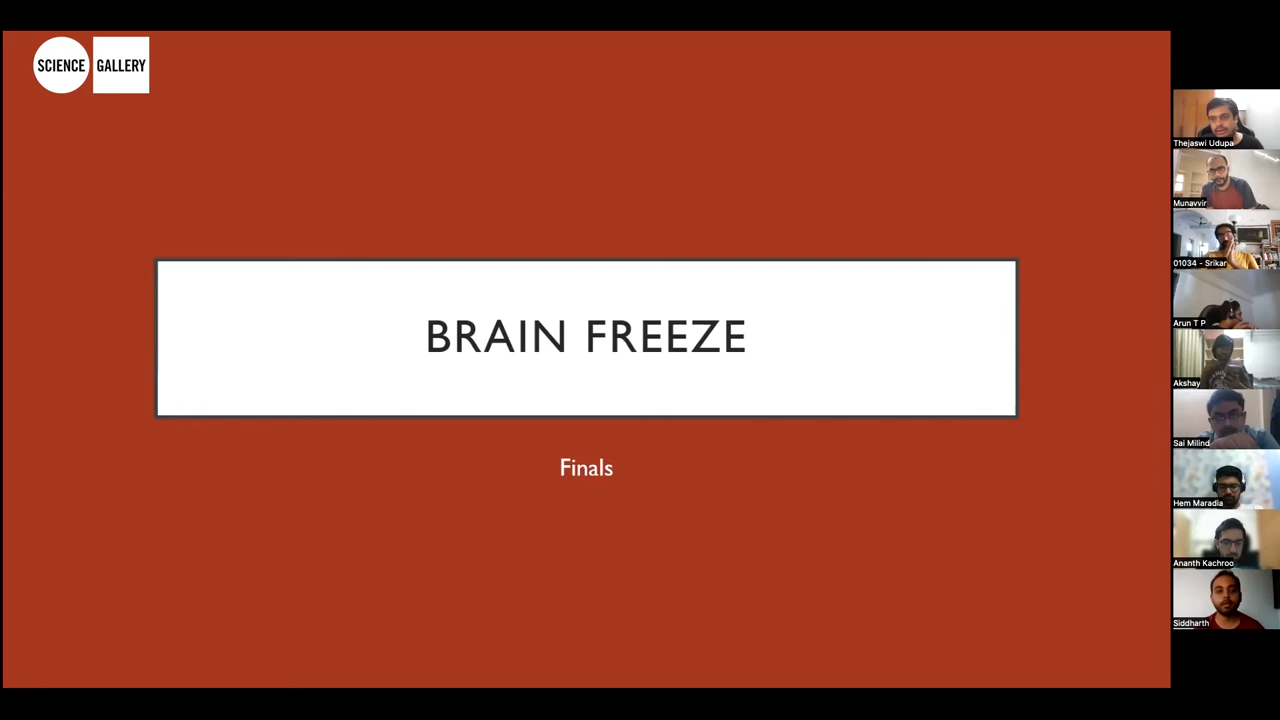 SCIENCE GALLERY
BRAIN FREEZE
Finals
Thejaswi Udupa
Munavvir
01034 - Srikar
Arun T P
Akshay
Sai Milind
Hem Maradia
Ananth Kachroo
Siddharth